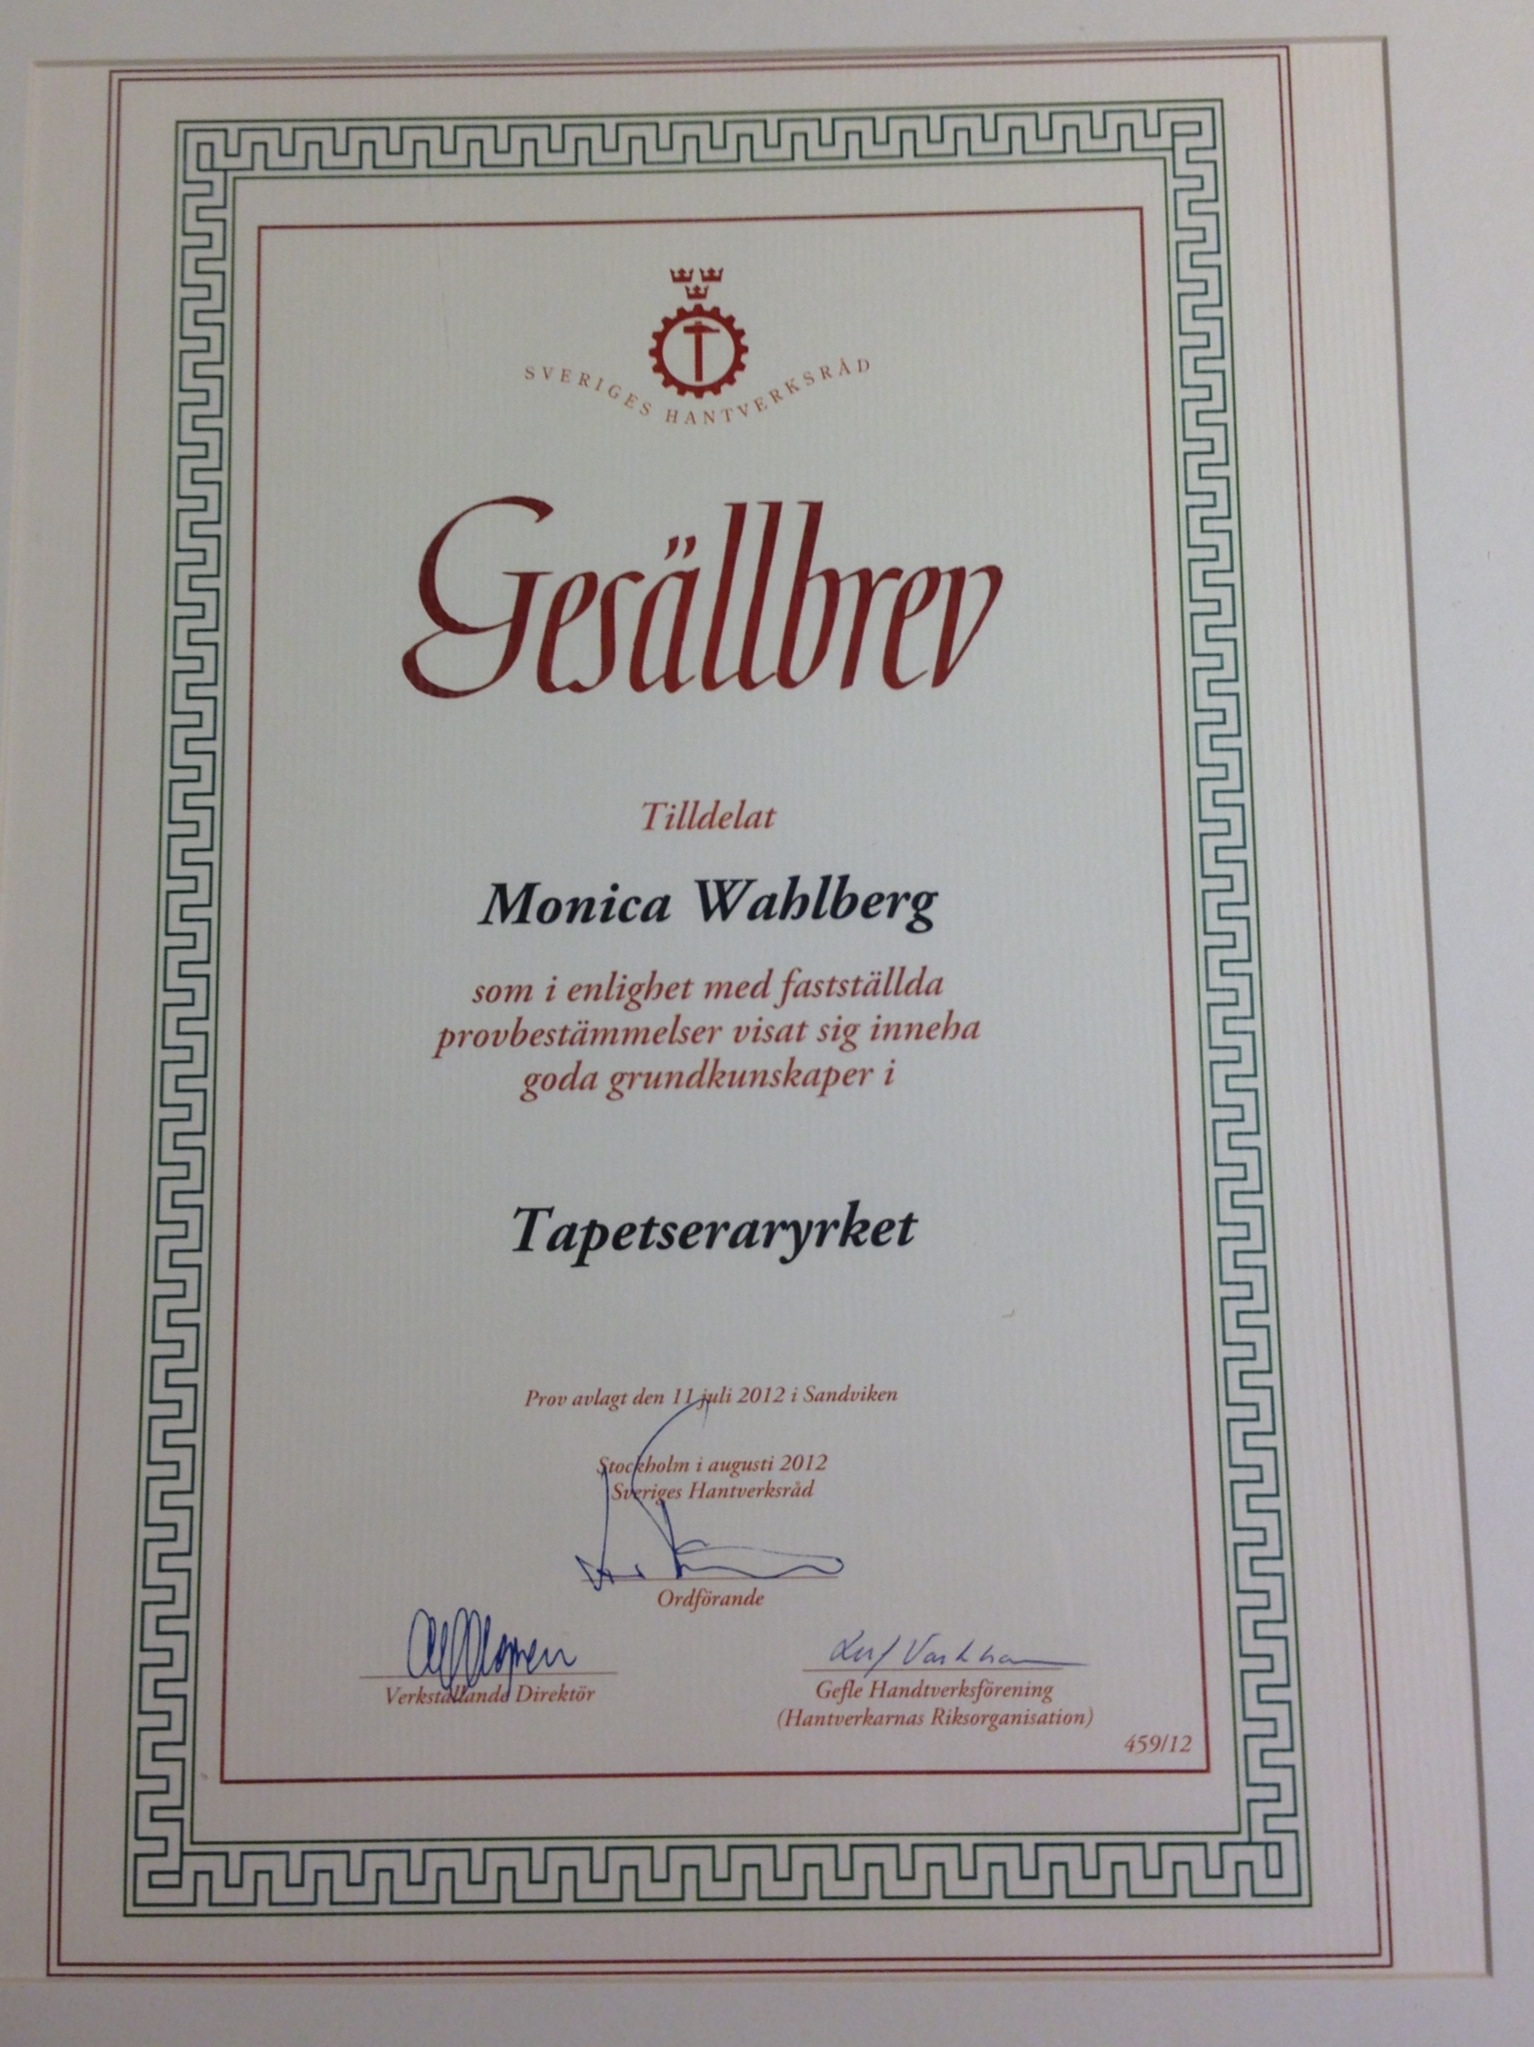 SVERIGES HANTVERKSRÅD
Gesällbrev
Tilldelat
Monica Wahlberg
som i enlighet med fastställda
provbestämmelser visat sig inneha
goda grundkunskaper i
Tapetseraryrket
Prov avlagt den 11 juli 2012 i Sandviken
Stockholm i augusti 2012
Sveriges Hantverksråd
Ordförande
Verkställande Direktör
Gefle Handtverksförening
(Hantverkarnas Riksorganisation)
459/12